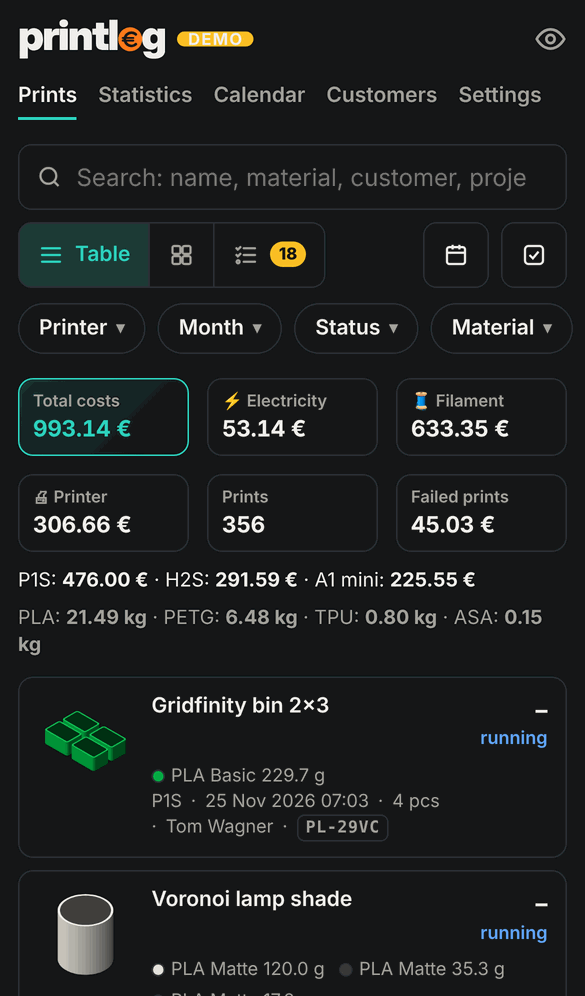 printlog DEMO
Prints Statistics Calendar Customers Settings
Search: name, material, customer, proje
Table 18
Printer ▾ Month ▾ Status ▾ Material ▾
Total costs
993.14 €
⚡ Electricity
53.14 €
🧵 Filament
633.35 €
🖨 Printer
306.66 €
Prints
356
Failed prints
45.03 €
P1S: 476.00 € · H2S: 291.59 € · A1 mini: 225.55 €
PLA: 21.49 kg · PETG: 6.48 kg · TPU: 0.80 kg · ASA: 0.15
kg
Gridfinity bin 2×3 –
running
PLA Basic 229.7 g
P1S · 25 Nov 2026 07:03 · 4 pcs
· Tom Wagner · PL-29VC
Voronoi lamp shade –
running
PLA Matte 120.0 g PLA Matte 35.3 g